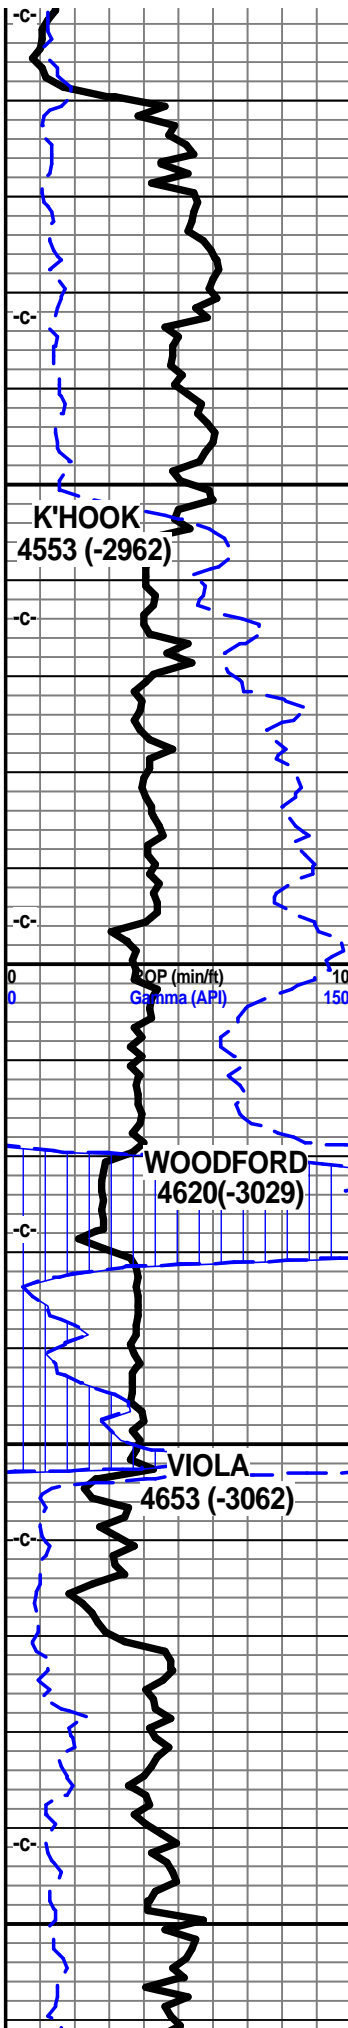 -C-
-C-
K'HOOK
4553 (-2962)
-C-
-C-
0 ROP (min/ft) 10
0 Gamma (API) 150
WOODFORD
4620(-3029)
-C-
VIOLA
4653 (-3062)
-C-
-C-